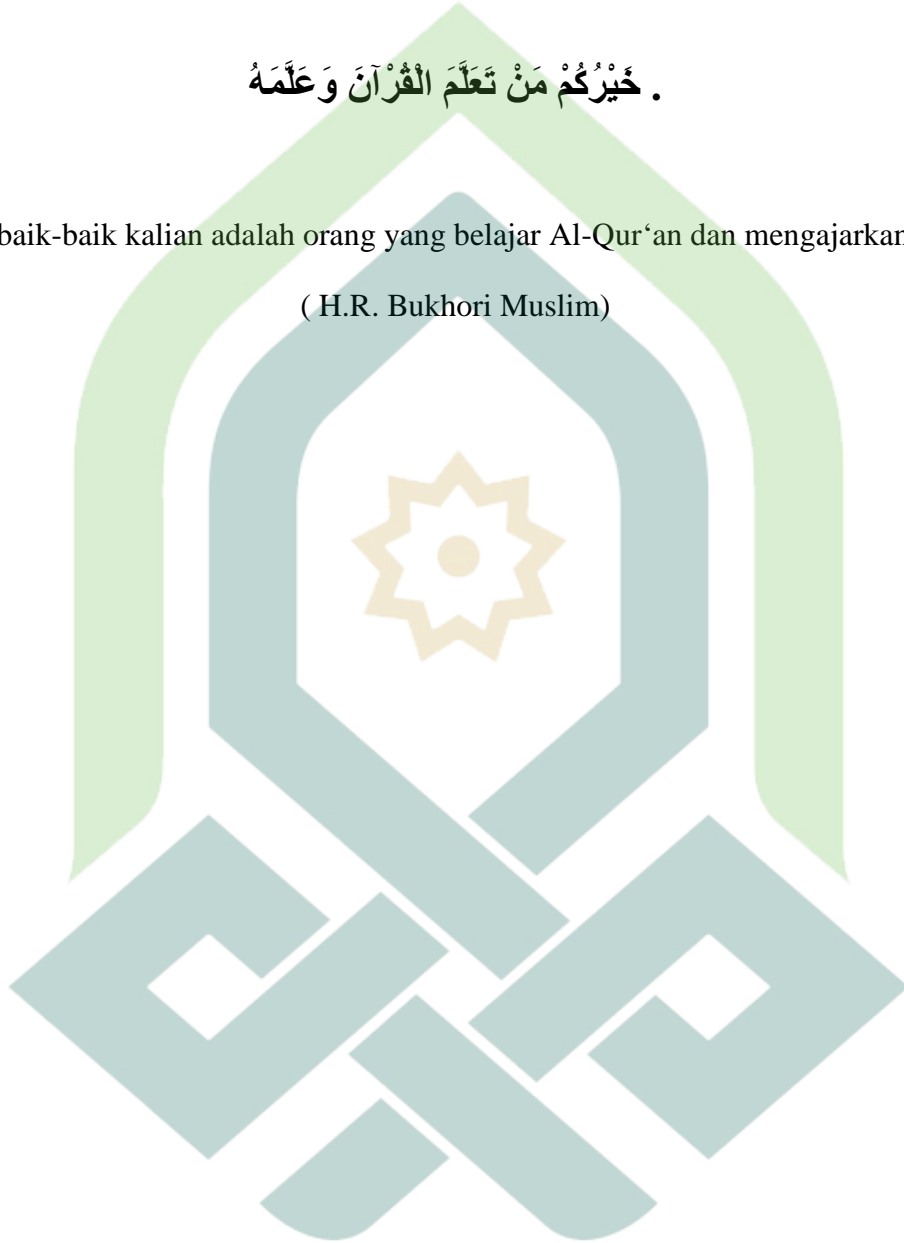 . خَيْرُكُمْ مَنْ تَعَلَّمَ الْقُرْآنَ وَعَلَّمَهُ
baik-baik kalian adalah orang yang belajar Al-Qur‘an dan mengajarkan
( H.R. Bukhori Muslim)